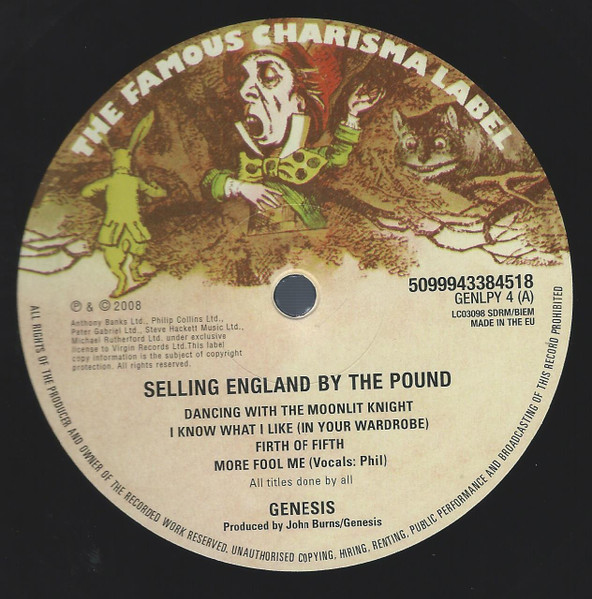 THE FAMOUS CHARISMA LABEL
5099943384518
GENLPY 4 (A)
LC03098 SDRM/BIEM
MADE IN THE EU
℗ & © 2008
Anthony Banks Ltd., Philip Collins Ltd.,
Peter Gabriel Ltd., Steve Hackett Music Ltd.,
Michael Rutherford Ltd. under exclusive
license to Virgin Records Ltd.This label
copy information is the subject of copyright
protection. All rights reserved.
SELLING ENGLAND BY THE POUND
DANCING WITH THE MOONLIT KNIGHT
I KNOW WHAT I LIKE (IN YOUR WARDROBE)
FIRTH OF FIFTH
MORE FOOL ME (Vocals: Phil)
All titles done by all
GENESIS
Produced by John Burns/Genesis
ALL RIGHTS OF THE PRODUCER AND OWNER OF THE RECORDED WORK RESERVED. UNAUTHORISED COPYING, HIRING, RENTING, PUBLIC PERFORMANCE AND BROADCASTING OF THIS RECORD PROHIBITED